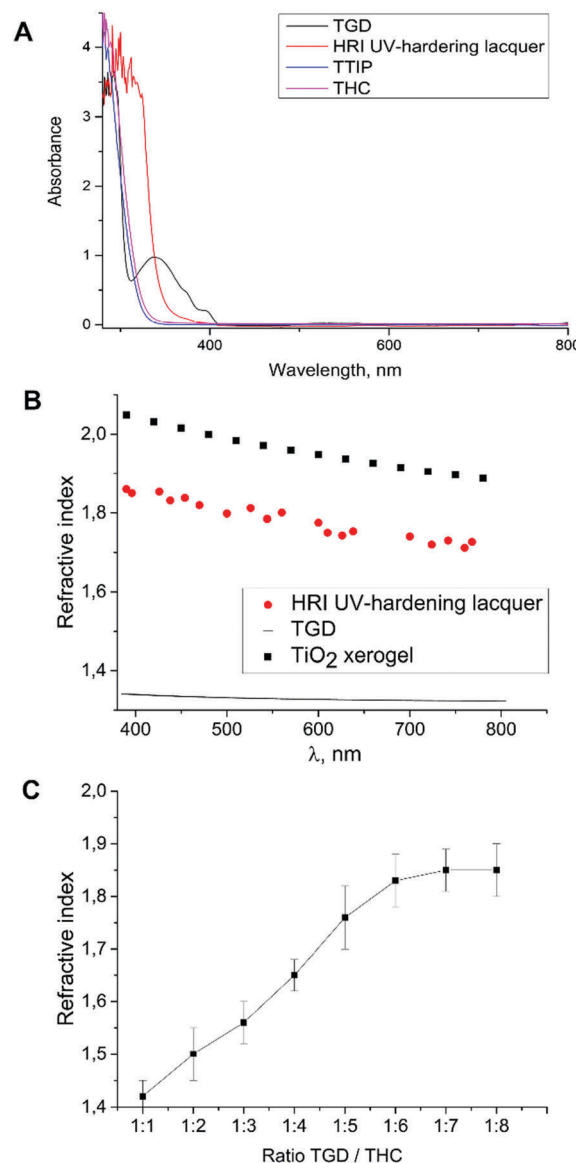 A
TGD
HRI UV-hardering lacquer
TTIP
THC
4
3
2
1
0
Absorbance
400
600
800
Wavelength, nm
B
2,0
1,8
1,6
1,4
Refractive index
HRI UV-hardening lacquer
TGD
TiO2 xerogel
400
500
600
700
800
λ, nm
C
2,0
1,9
1,8
1,7
1,6
1,5
1,4
Refractive index
1:1
1:2
1:3
1:4
1:5
1:6
1:7
1:8
Ratio TGD / THC